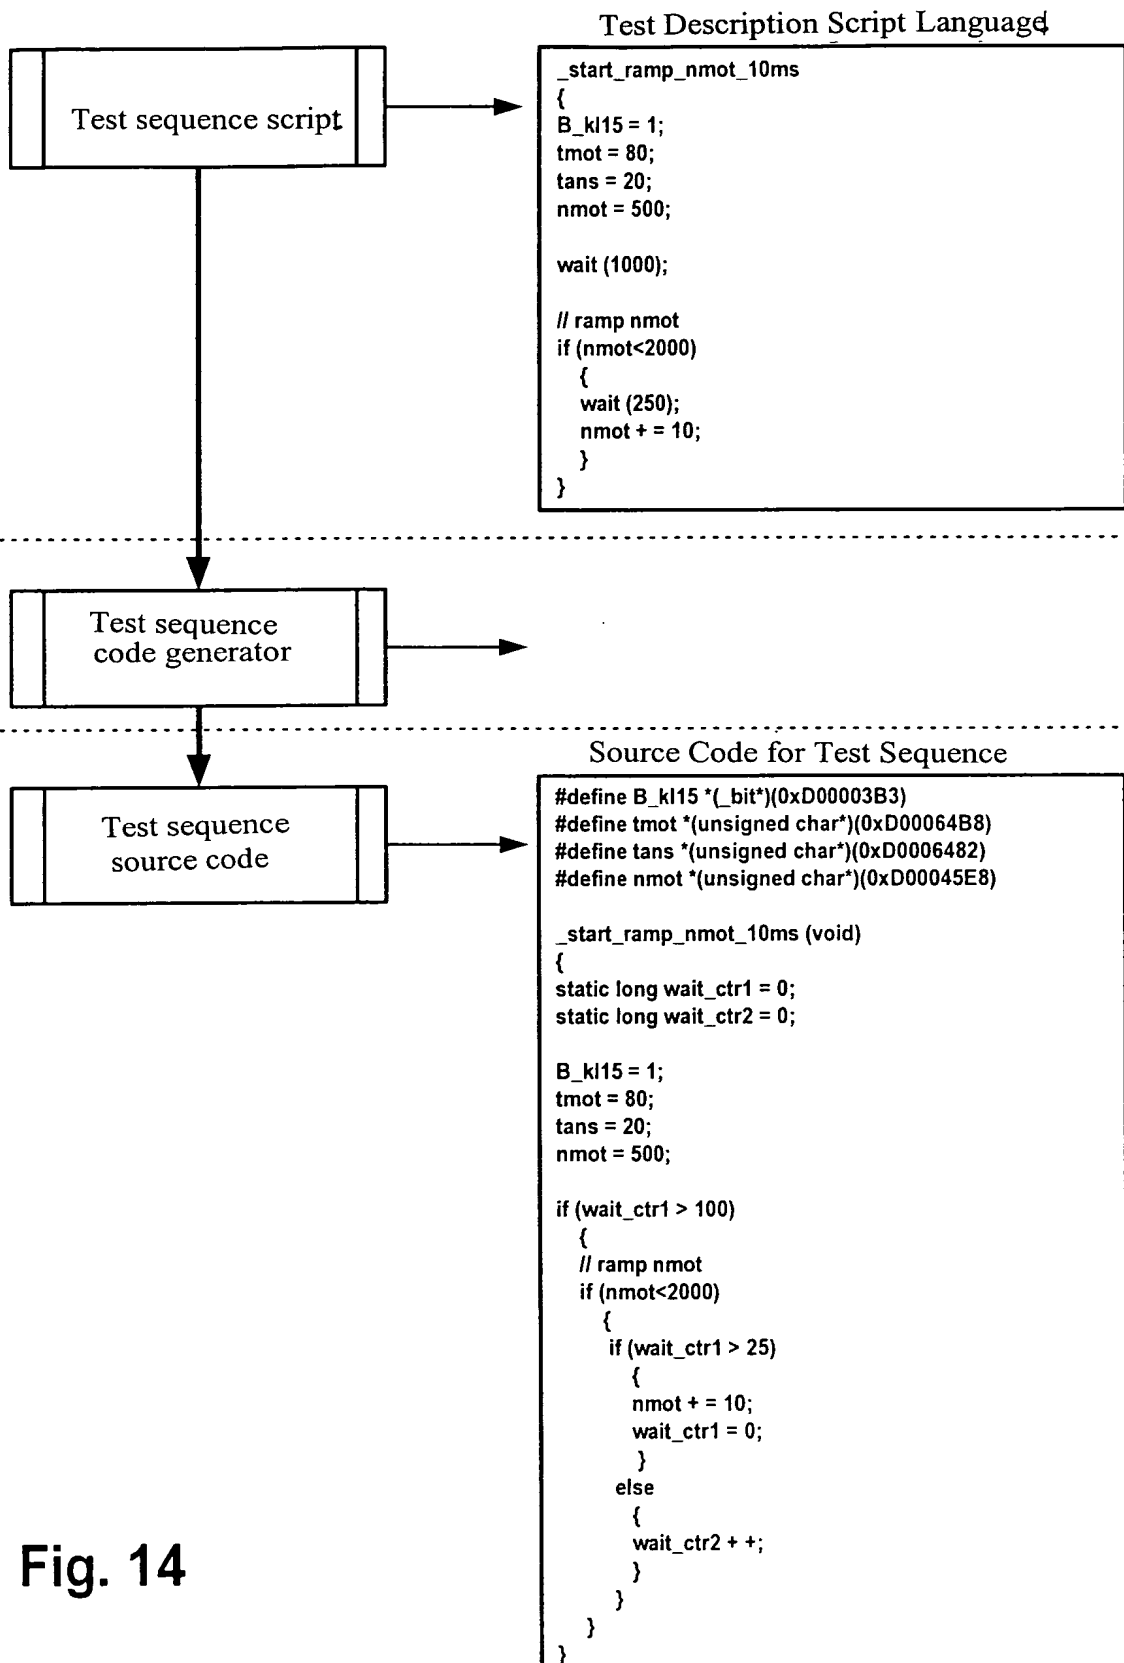 Test Description Script Language
Test sequence script
_start_ramp_nmot_10ms
{
B_kl15 = 1;
tmot = 80;
tans = 20;
nmot = 500;
wait (1000);
// ramp nmot
if (nmot<2000)
{
wait (250);
nmot + = 10;
}
}
Test sequence
code generator
Source Code for Test Sequence
Test sequence
source code
#define B_kl15 *(_bit*)(0xD00003B3)
#define tmot *(unsigned char*)(0xD00064B8)
#define tans *(unsigned char*)(0xD0006482)
#define nmot *(unsigned char*)(0xD00045E8)
_start_ramp_nmot_10ms (void)
{
static long wait_ctr1 = 0;
static long wait_ctr2 = 0;
B_kl15 = 1;
tmot = 80;
tans = 20;
nmot = 500;
if (wait_ctr1 > 100)
{
// ramp nmot
if (nmot<2000)
{
if (wait_ctr1 > 25)
{
nmot + = 10;
wait_ctr1 = 0;
}
else
{
wait_ctr2 + +;
}
}
}
}
Fig. 14